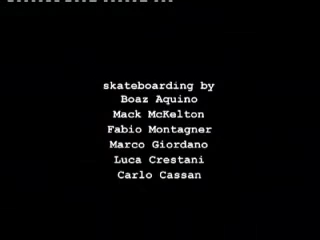 skateboarding by
Boaz Aquino
Mack McKelton
Fabio Montagner
Marco Giordano
Luca Crestani
Carlo Cassan